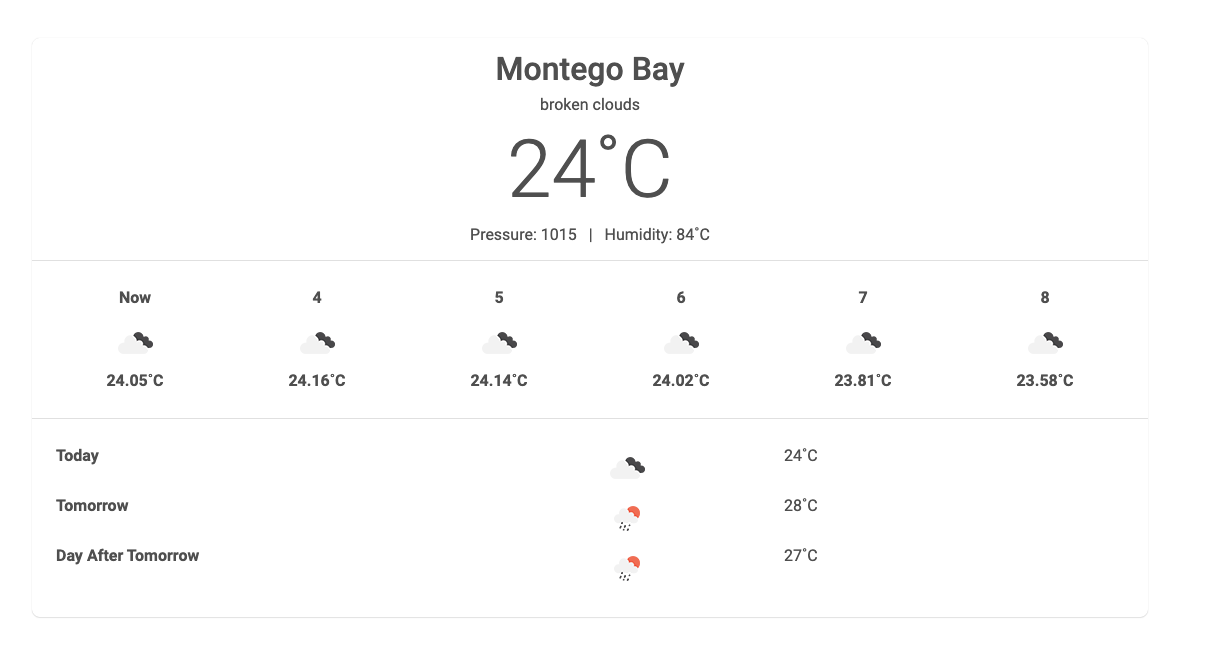 Montego Bay
broken clouds
24˚C
Pressure: 1015 | Humidity: 84˚C
Now 4 5 6 7 8
24.05˚C 24.16˚C 24.14˚C 24.02˚C 23.81˚C 23.58˚C
Today 24˚C
Tomorrow 28˚C
Day After Tomorrow 27˚C